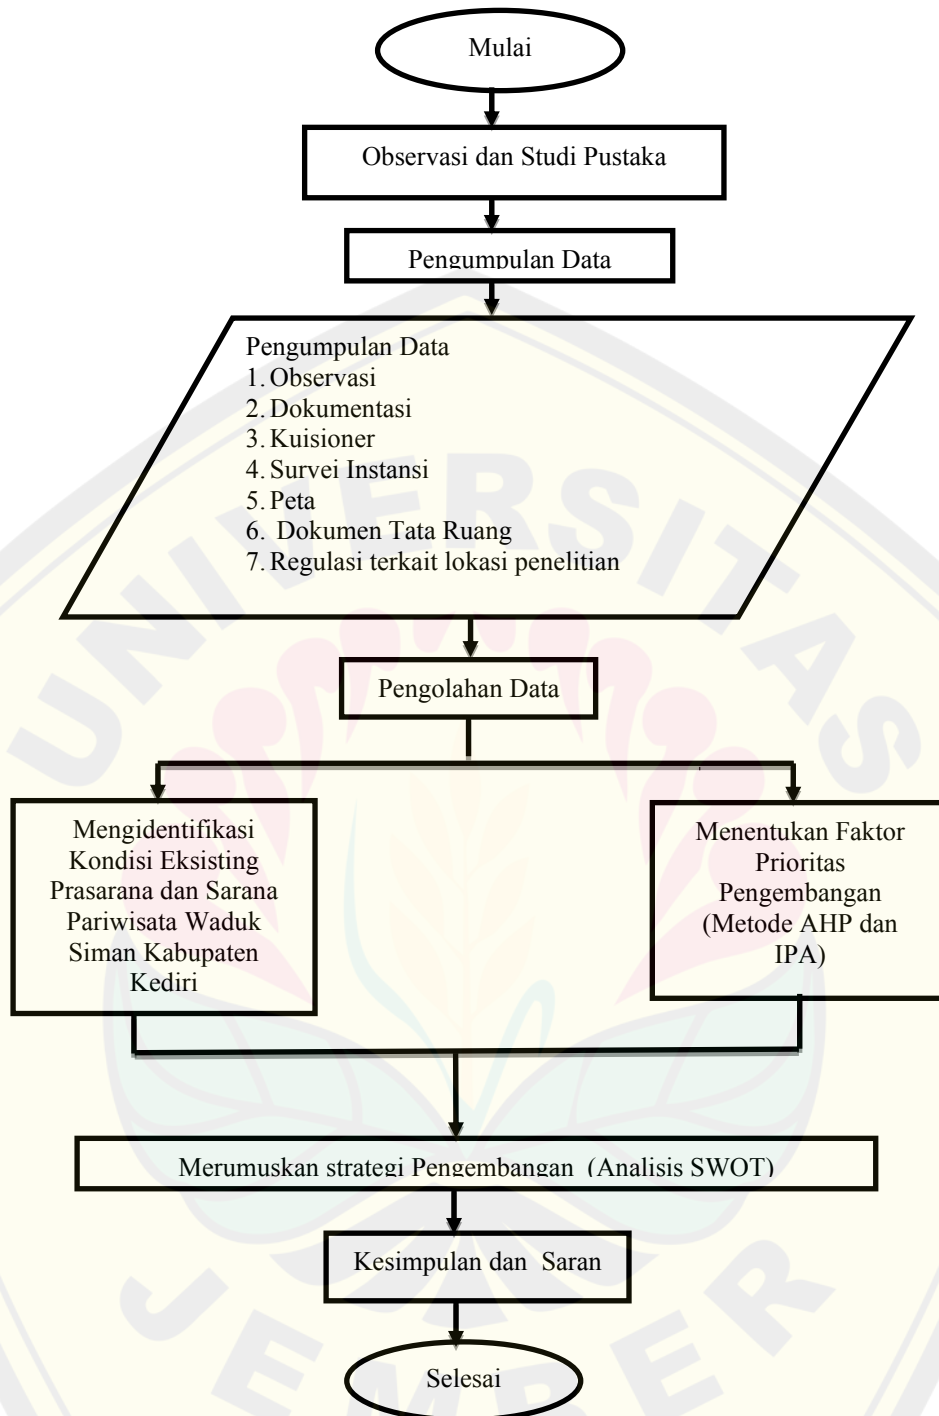 Mulai
Observasi dan Studi Pustaka
Pengumpulan Data
Pengumpulan Data
1. Observasi
2. Dokumentasi
3. Kuisioner
4. Survei Instansi
5. Peta
6. Dokumen Tata Ruang
7. Regulasi terkait lokasi penelitian
Pengolahan Data
Mengidentifikasi
Kondisi Eksisting
Prasarana dan Sarana
Pariwisata Waduk
Siman Kabupaten
Kediri
Menentukan Faktor
Prioritas
Pengembangan
(Metode AHP dan
IPA)
Merumuskan strategi Pengembangan (Analisis SWOT)
Kesimpulan dan Saran
Selesai
UNIVERSITAS
JEMBER